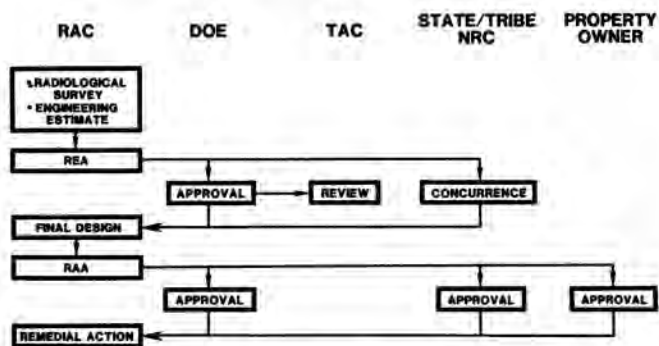 RAC DOE TAC STATE/TRIBE NRC PROPERTY OWNER
• RADIOLOGICAL
SURVEY
• ENGINEERING
ESTIMATE
REA
APPROVAL REVIEW CONCURRENCE
FINAL DESIGN
RAA
APPROVAL APPROVAL APPROVAL
REMEDIAL ACTION